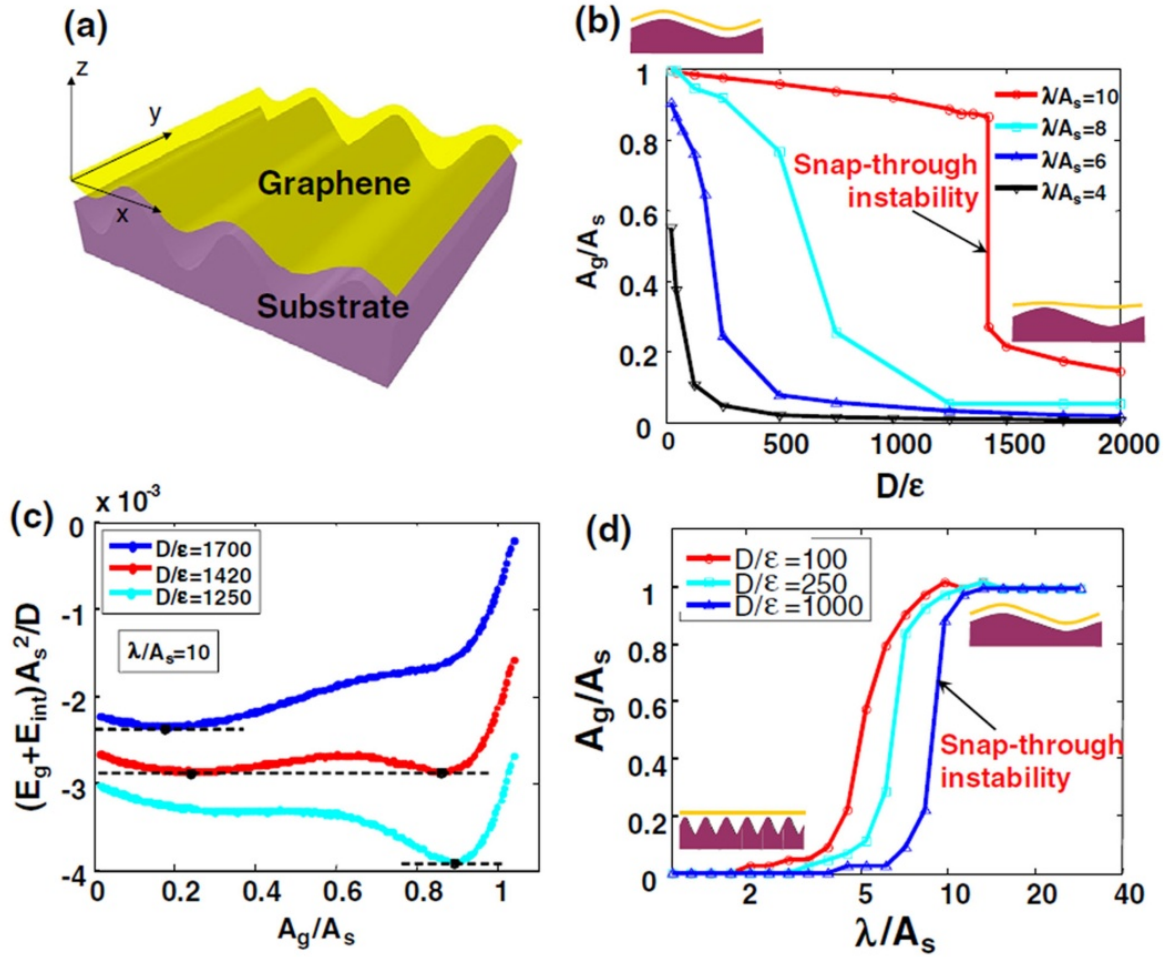 (a)
z
y
x
Graphene
Substrate
(b)
1
0.8
0.6
0.4
0.2
0
A_g/A_s
λ/A_s=10
λ/A_s=8
λ/A_s=6
λ/A_s=4
Snap-through
instability
0
500
1000
1500
2000
D/ε
(c)
x 10^-3
0
-1
-2
-3
-4
(E_g+E_int)A_s^2/D
D/ε=1700
D/ε=1420
D/ε=1250
λ/A_s=10
0
0.2
0.4
0.6
0.8
1
A_g/A_s
(d)
1
0.8
0.6
0.4
0.2
0
A_g/A_s
D/ε=100
D/ε=250
D/ε=1000
Snap-through
instability
2
5
10
20
40
λ/A_s